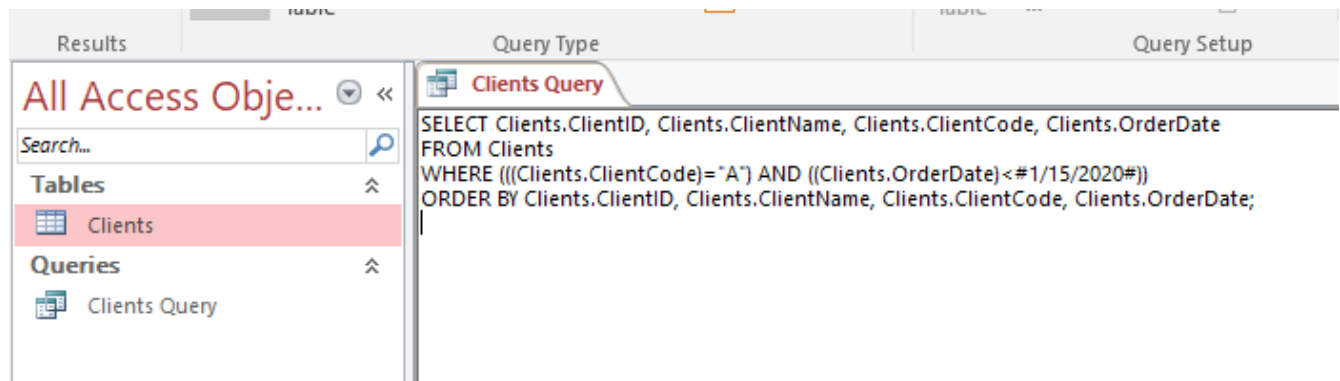 Results
Query Type
Query Setup
All Access Obje...
Clients Query
Search...
Tables
Clients
Queries
Clients Query
SELECT Clients.ClientID, Clients.ClientName, Clients.ClientCode, Clients.OrderDate
FROM Clients
WHERE (((Clients.ClientCode)="A") AND ((Clients.OrderDate)<#1/15/2020#))
ORDER BY Clients.ClientID, Clients.ClientName, Clients.ClientCode, Clients.OrderDate;